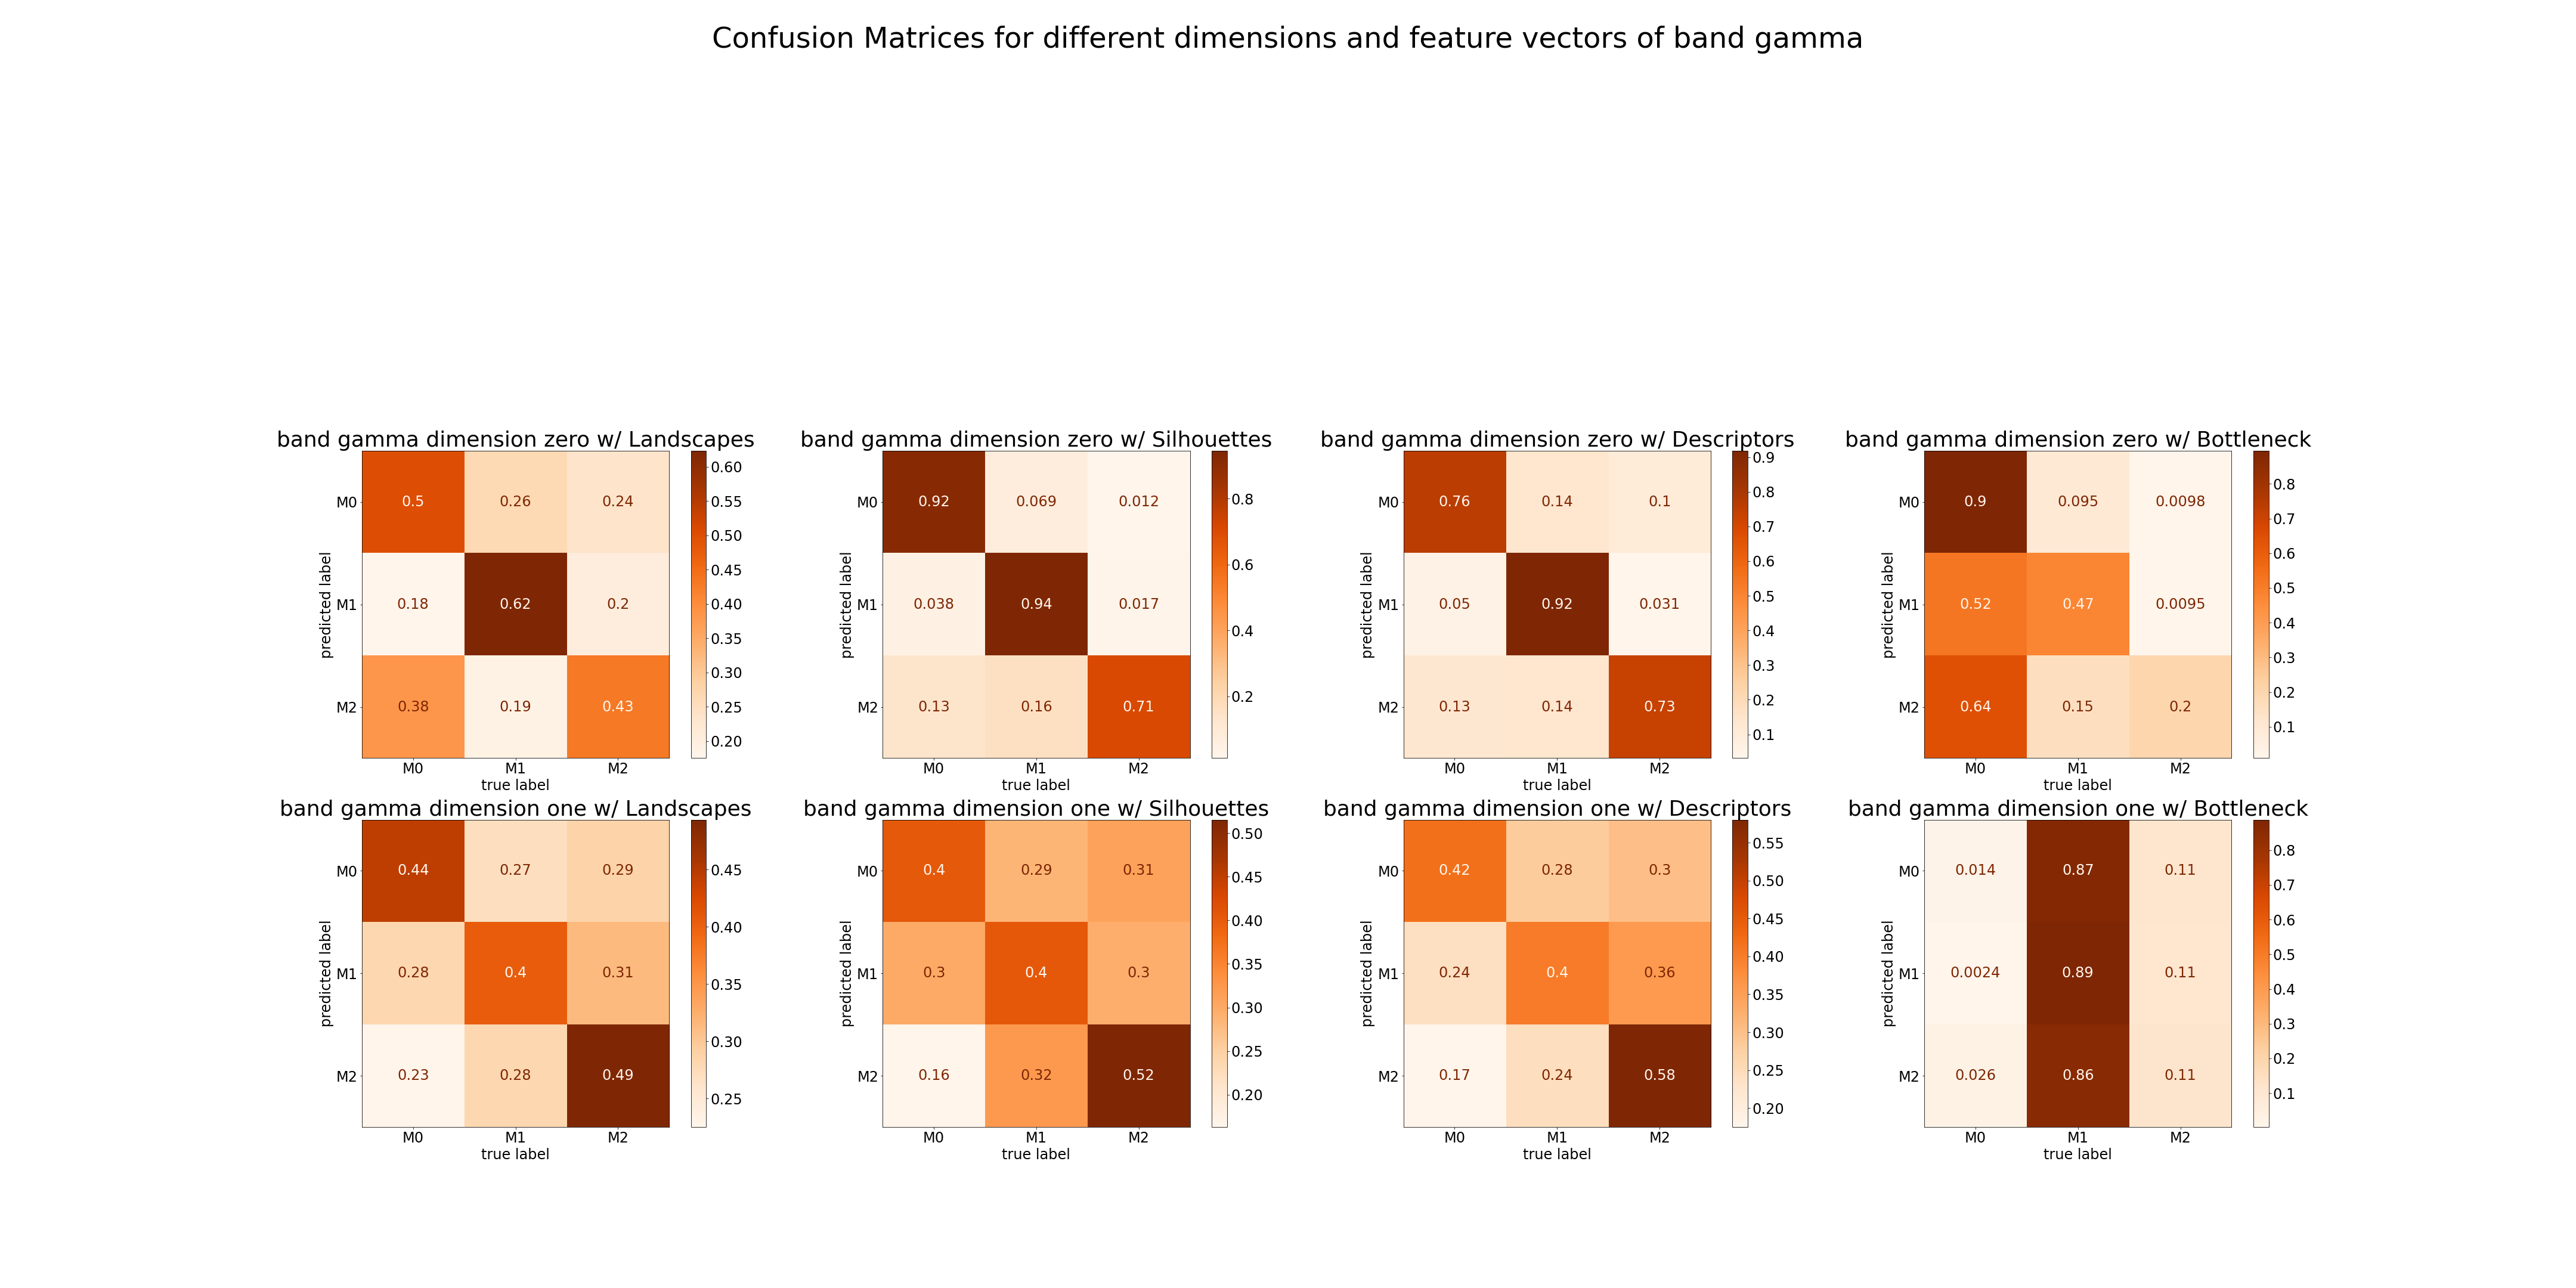 Confusion Matrices for different dimensions and feature vectors of band gamma
band gamma dimension zero w/ Landscapes
predicted label
M0 0.5 0.26 0.24
M1 0.18 0.62 0.2
M2 0.38 0.19 0.43
M0 M1 M2
true label
0.60
0.55
0.50
0.45
0.40
0.35
0.30
0.25
0.20
band gamma dimension zero w/ Silhouettes
predicted label
M0 0.92 0.069 0.012
M1 0.038 0.94 0.017
M2 0.13 0.16 0.71
M0 M1 M2
true label
0.8
0.6
0.4
0.2
band gamma dimension zero w/ Descriptors
predicted label
M0 0.76 0.14 0.1
M1 0.05 0.92 0.031
M2 0.13 0.14 0.73
M0 M1 M2
true label
0.9
0.8
0.7
0.6
0.5
0.4
0.3
0.2
0.1
band gamma dimension zero w/ Bottleneck
predicted label
M0 0.9 0.095 0.0098
M1 0.52 0.47 0.0095
M2 0.64 0.15 0.2
M0 M1 M2
true label
0.8
0.7
0.6
0.5
0.4
0.3
0.2
0.1
band gamma dimension one w/ Landscapes
predicted label
M0 0.44 0.27 0.29
M1 0.28 0.4 0.31
M2 0.23 0.28 0.49
M0 M1 M2
true label
0.45
0.40
0.35
0.30
0.25
band gamma dimension one w/ Silhouettes
predicted label
M0 0.4 0.29 0.31
M1 0.3 0.4 0.3
M2 0.16 0.32 0.52
M0 M1 M2
true label
0.50
0.45
0.40
0.35
0.30
0.25
0.20
band gamma dimension one w/ Descriptors
predicted label
M0 0.42 0.28 0.3
M1 0.24 0.4 0.36
M2 0.17 0.24 0.58
M0 M1 M2
true label
0.55
0.50
0.45
0.40
0.35
0.30
0.25
0.20
band gamma dimension one w/ Bottleneck
predicted label
M0 0.014 0.87 0.11
M1 0.0024 0.89 0.11
M2 0.026 0.86 0.11
M0 M1 M2
true label
0.8
0.7
0.6
0.5
0.4
0.3
0.2
0.1